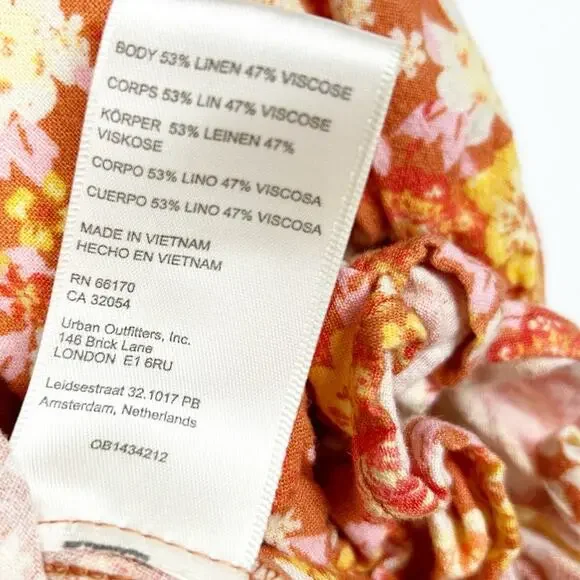 BODY 53% LINEN 47% VISCOSE
CORPS 53% LIN 47% VISCOSE
KÖRPER 53% LEINEN 47%
VISKOSE
CORPO 53% LINO 47% VISCOSA
CUERPO 53% LINO 47% VISCOSA
MADE IN VIETNAM
HECHO EN VIETNAM
RN 66170
CA 32054
Urban Outfitters, Inc.
146 Brick Lane
LONDON E1 6RU
Leidsestraat 32.1017 PB
Amsterdam, Netherlands
OB1434212